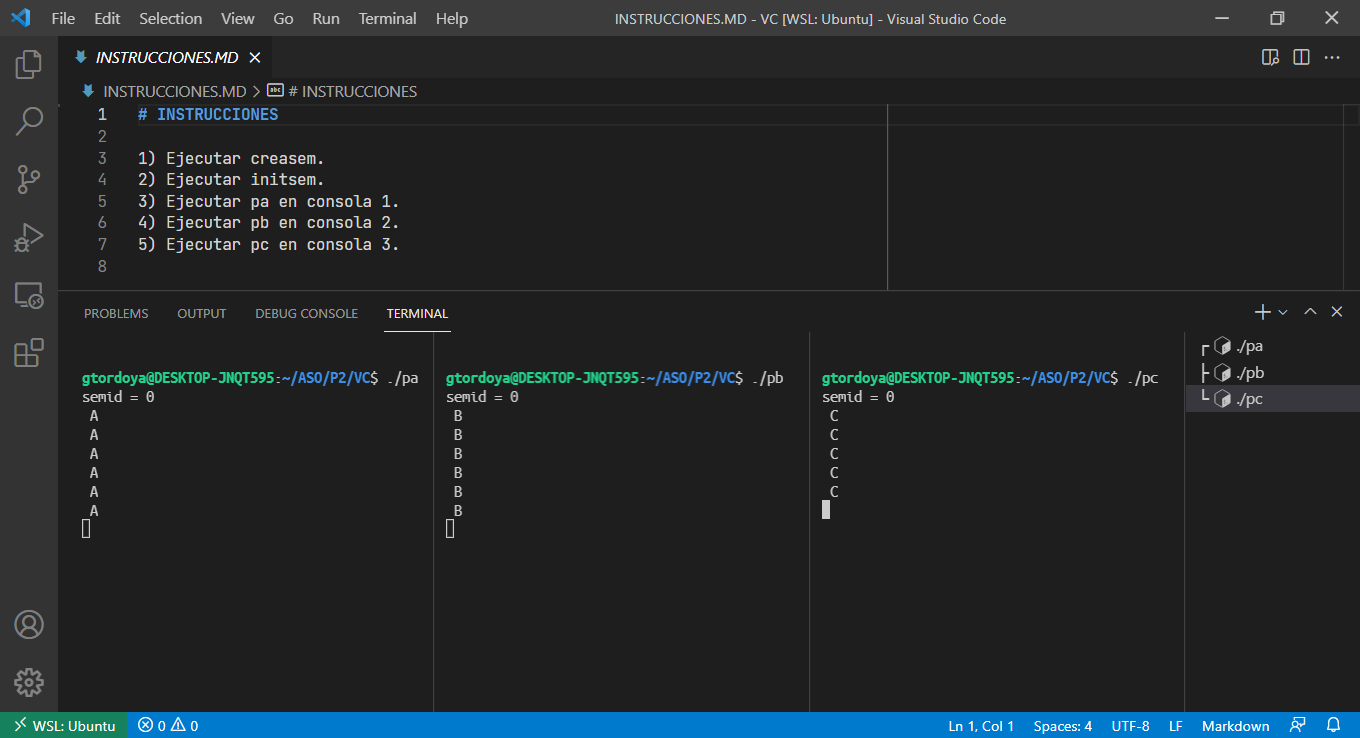 File Edit Selection View Go Run Terminal Help INSTRUCCIONES.MD - VC [WSL: Ubuntu] - Visual Studio Code
INSTRUCCIONES.MD
INSTRUCCIONES.MD > abc # INSTRUCCIONES
1 # INSTRUCCIONES
2
3 1) Ejecutar creasem.
4 2) Ejecutar initsem.
5 3) Ejecutar pa en consola 1.
6 4) Ejecutar pb en consola 2.
7 5) Ejecutar pc en consola 3.
8
PROBLEMS OUTPUT DEBUG CONSOLE TERMINAL
gtordoya@DESKTOP-JNQT595:~/ASO/P2/VC$ ./pa
semid = 0
A
A
A
A
A
A
gtordoya@DESKTOP-JNQT595:~/ASO/P2/VC$ ./pb
semid = 0
B
B
B
B
B
B
gtordoya@DESKTOP-JNQT595:~/ASO/P2/VC$ ./pc
semid = 0
C
C
C
C
C
./pa
./pb
./pc
WSL: Ubuntu 0 0 Ln 1, Col 1 Spaces: 4 UTF-8 LF Markdown